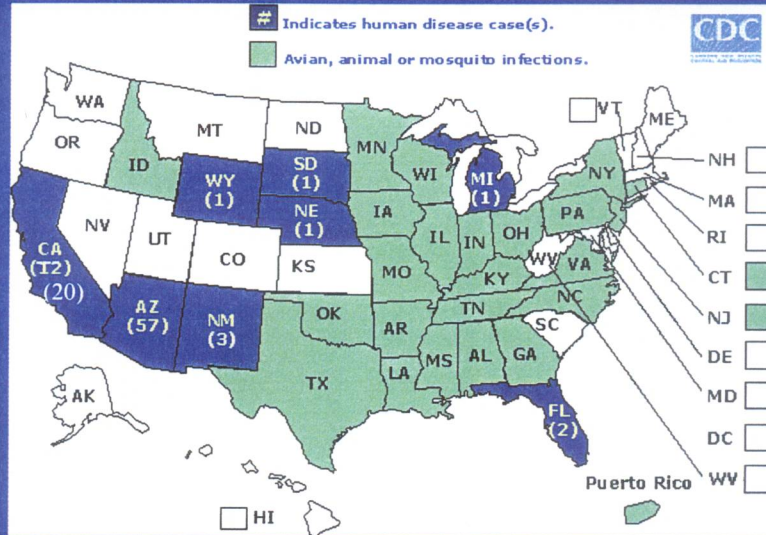 # Indicates human disease case(s).
Avian, animal or mosquito infections.
CDC
WA
MT
ND
MN
VT
ME
OR
ID
SD
(1)
WI
MI
(1)
NY
NH
WY
(1)
MA
NE
(1)
IA
PA
RI
NV
UT
CO
IL
IN
OH
CT
CA
(12)
(20)
KS
MO
WV
VA
KY
NJ
AZ
(57)
NM
(3)
OK
AR
TN
NC
SC
DE
MS
AL
GA
MD
TX
LA
AK
FL
(2)
DC
Puerto Rico
WV
HI